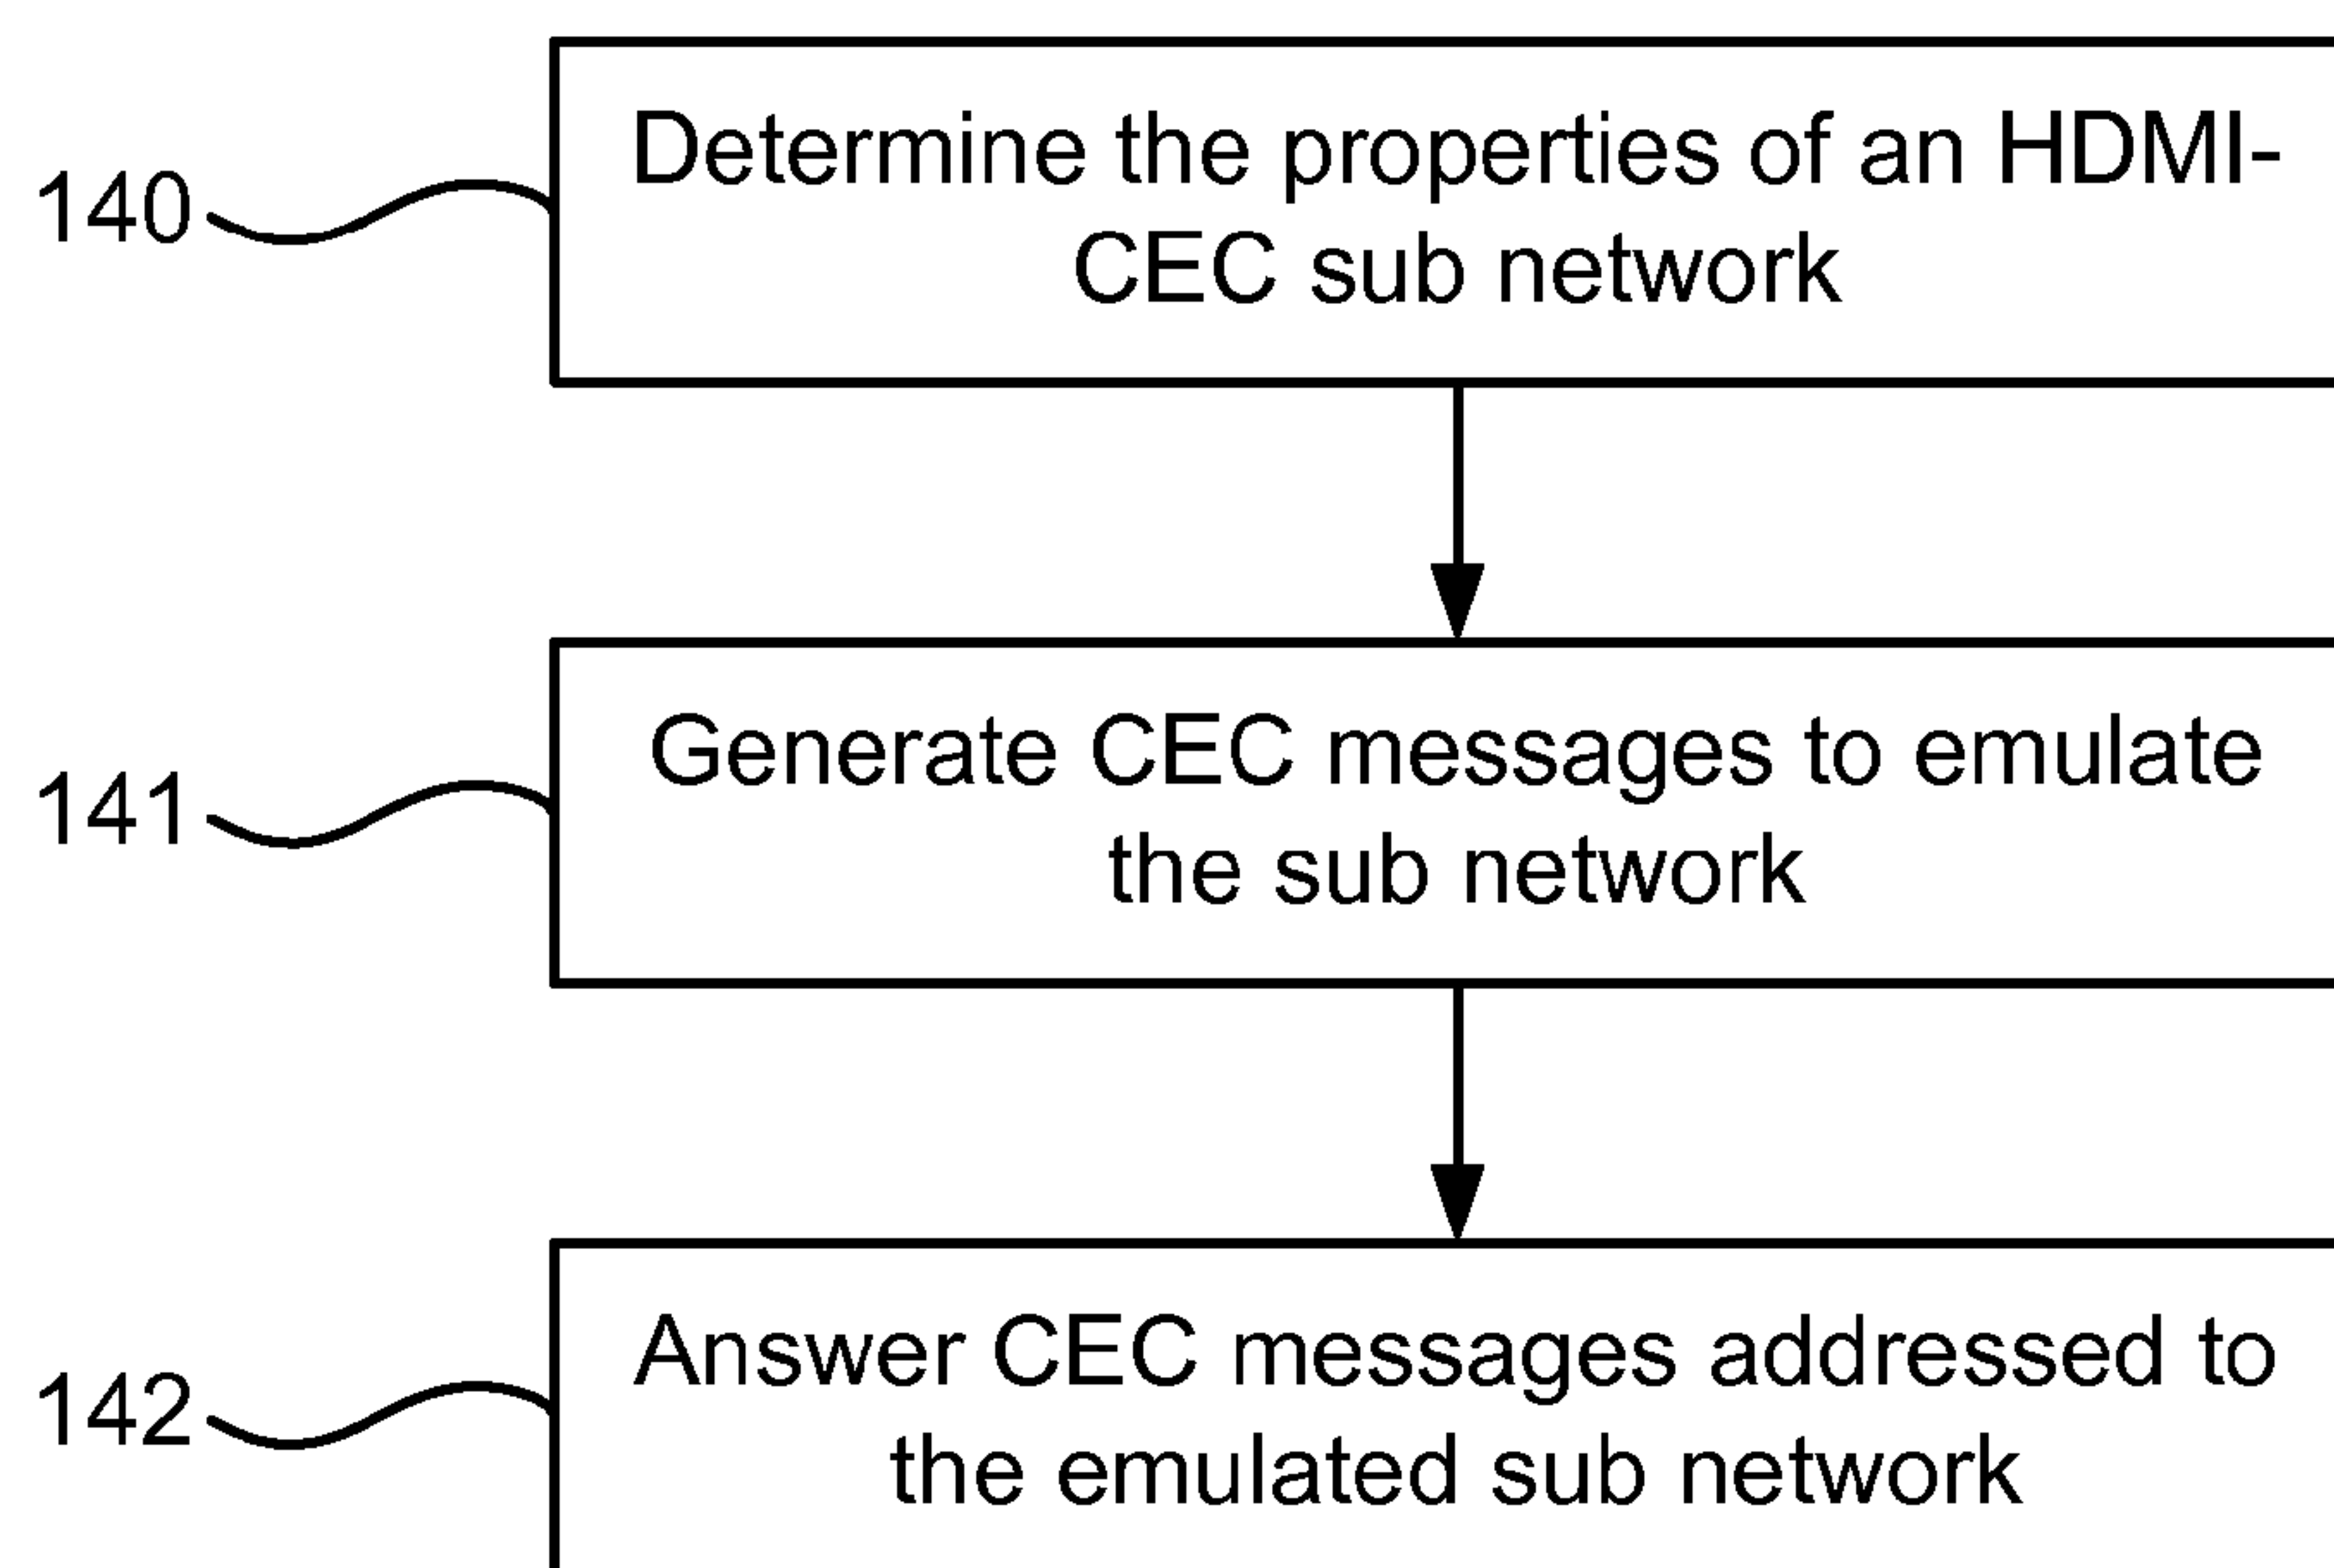 140
Determine the properties of an HDMI-
CEC sub network
141
Generate CEC messages to emulate
the sub network
142
Answer CEC messages addressed to
the emulated sub network